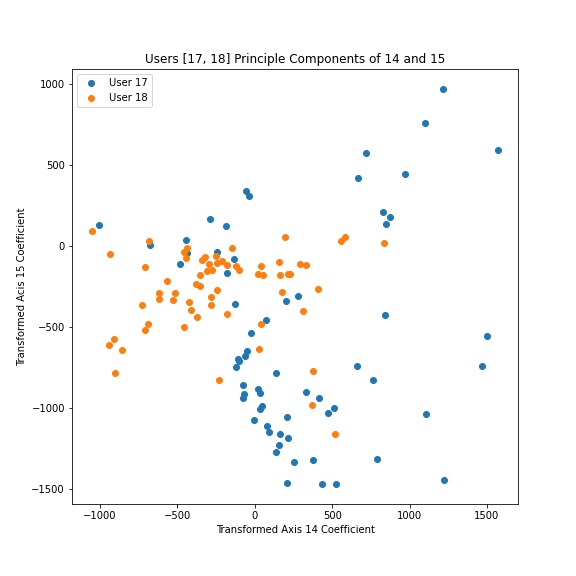 Users [17, 18] Principle Components of 14 and 15
User 17
User 18
1000
500
0
−500
−1000
−1500
Transformed Acis 15 Coefficient
−1000 −500 0 500 1000 1500
Transformed Axis 14 Coefficient